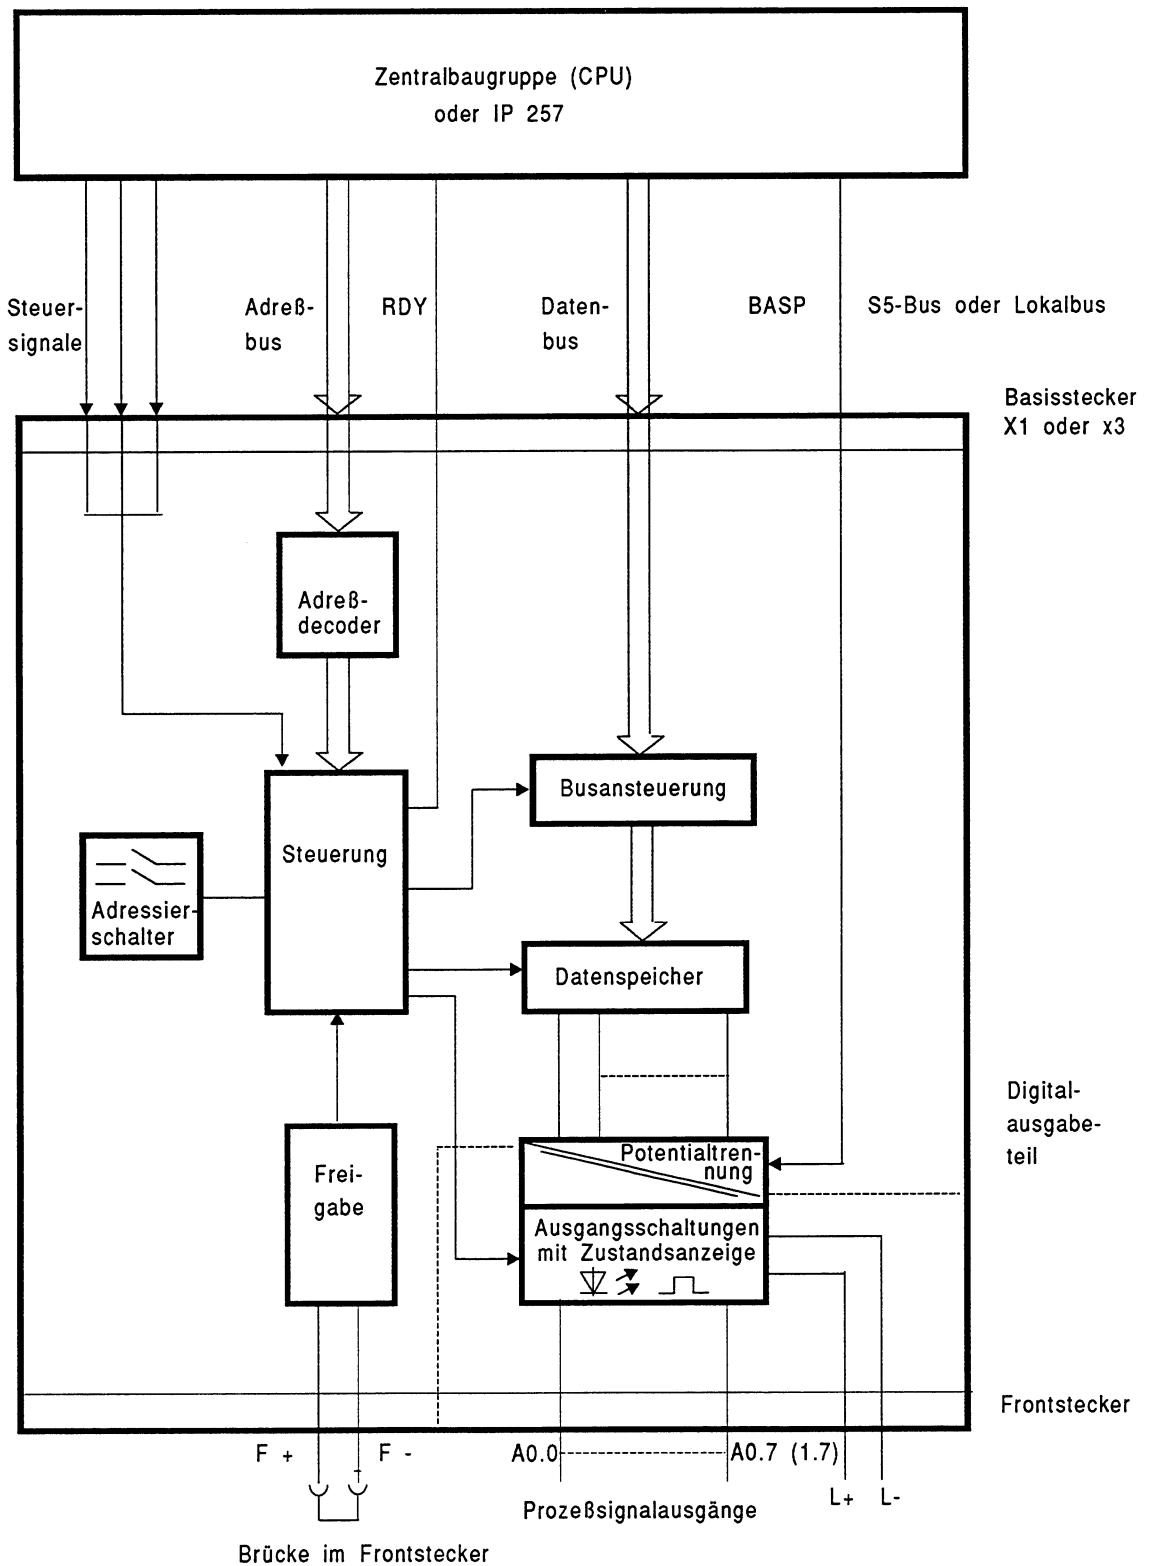 Zentralbaugruppe (CPU)
oder IP 257
Steuer-
signale
Adreß-
bus
RDY
Daten-
bus
BASP
S5-Bus oder Lokalbus
Basisstecker
X1 oder x3
Adreß-
decoder
Busansteuerung
Steuerung
Adressier-
schalter
Datenspeicher
Digital-
ausgabe-
teil
Frei-
gabe
Potentialtren-
nung
Ausgangsschaltungen
mit Zustandsanzeige
Frontstecker
F +
F -
A0.0
A0.7 (1.7)
L+
L-
Prozeßsignalausgänge
Brücke im Frontstecker